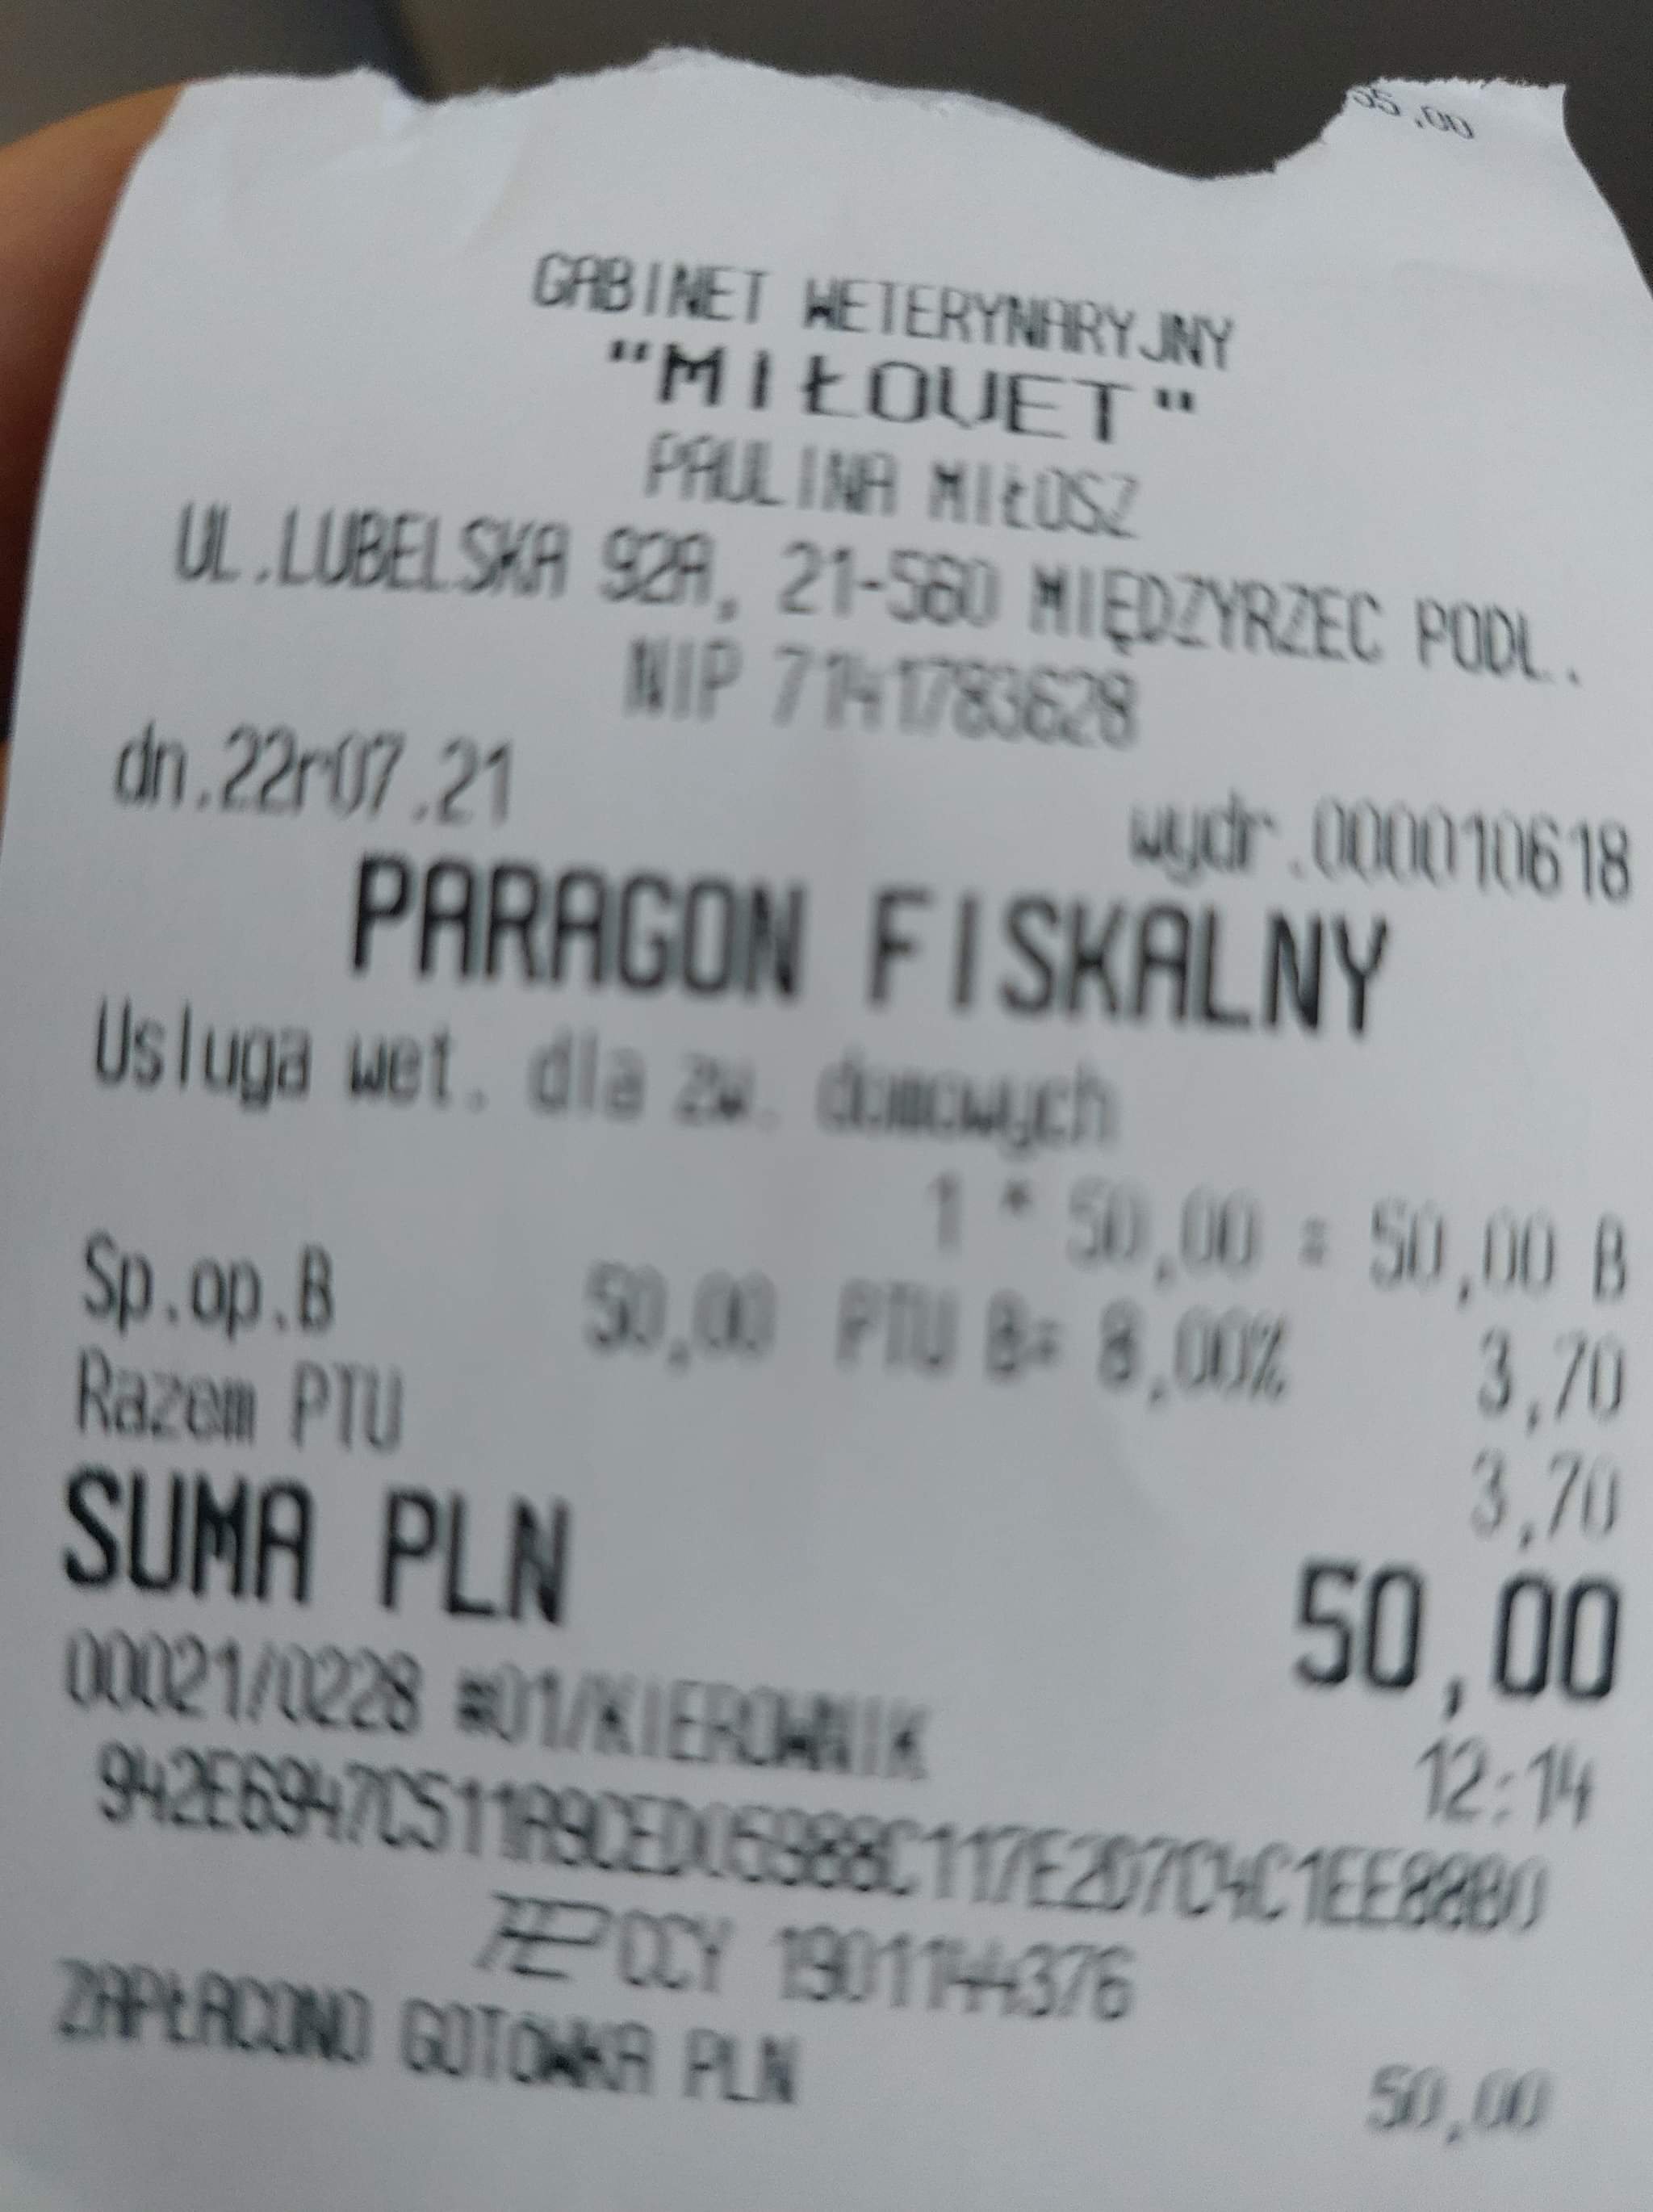 35,00
GABINET WETERYNARYJNY
"MIŁOVET"
PAULINA MIŁOSZ
UL.LUBELSKA 92A, 21-560 MIĘDZYRZEC PODL.
NIP 7141783628
dn.22r07.21 wydr.000010618
PARAGON FISKALNY
Usluga wet. dla zw. domowych
1 * 50,00 = 50,00 B
Sp.op.B 50,00 PTU B= 8,00% 3,70
Razem PTU 3,70
SUMA PLN 50,00
00021/0228 #01/KIEROWNIK 12:14
CCY 1901144376
ZAPŁACONO GOTÓWKA PLN 50,00